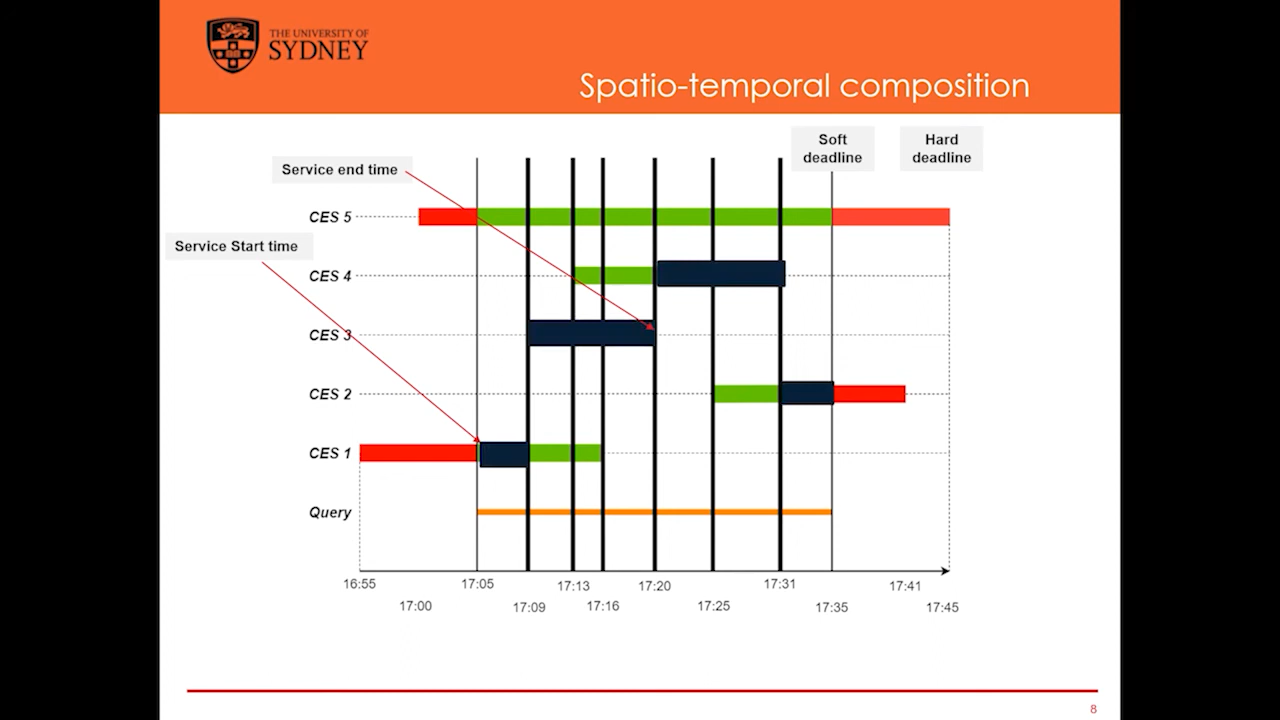 THE UNIVERSITY OF
SYDNEY
Spatio-temporal composition
Soft
deadline
Hard
deadline
Service end time
CES 5
Service Start time
CES 4
CES 3
CES 2
CES 1
Query
16:55
17:05
17:13
17:20
17:31
17:41
17:00
17:09
17:16
17:25
17:35
17:45
8